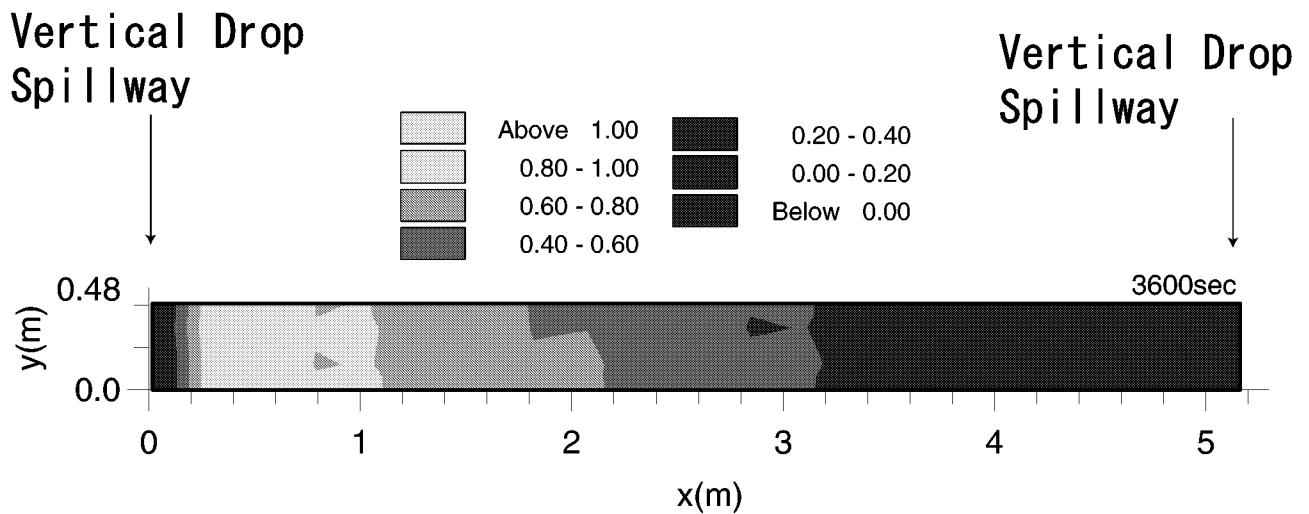 Vertical Drop
Spillway
Vertical Drop
Spillway
Above 1.00
0.80 - 1.00
0.60 - 0.80
0.40 - 0.60
0.20 - 0.40
0.00 - 0.20
Below 0.00
3600sec
0.48
0.0
y(m)
0 1 2 3 4 5
x(m)